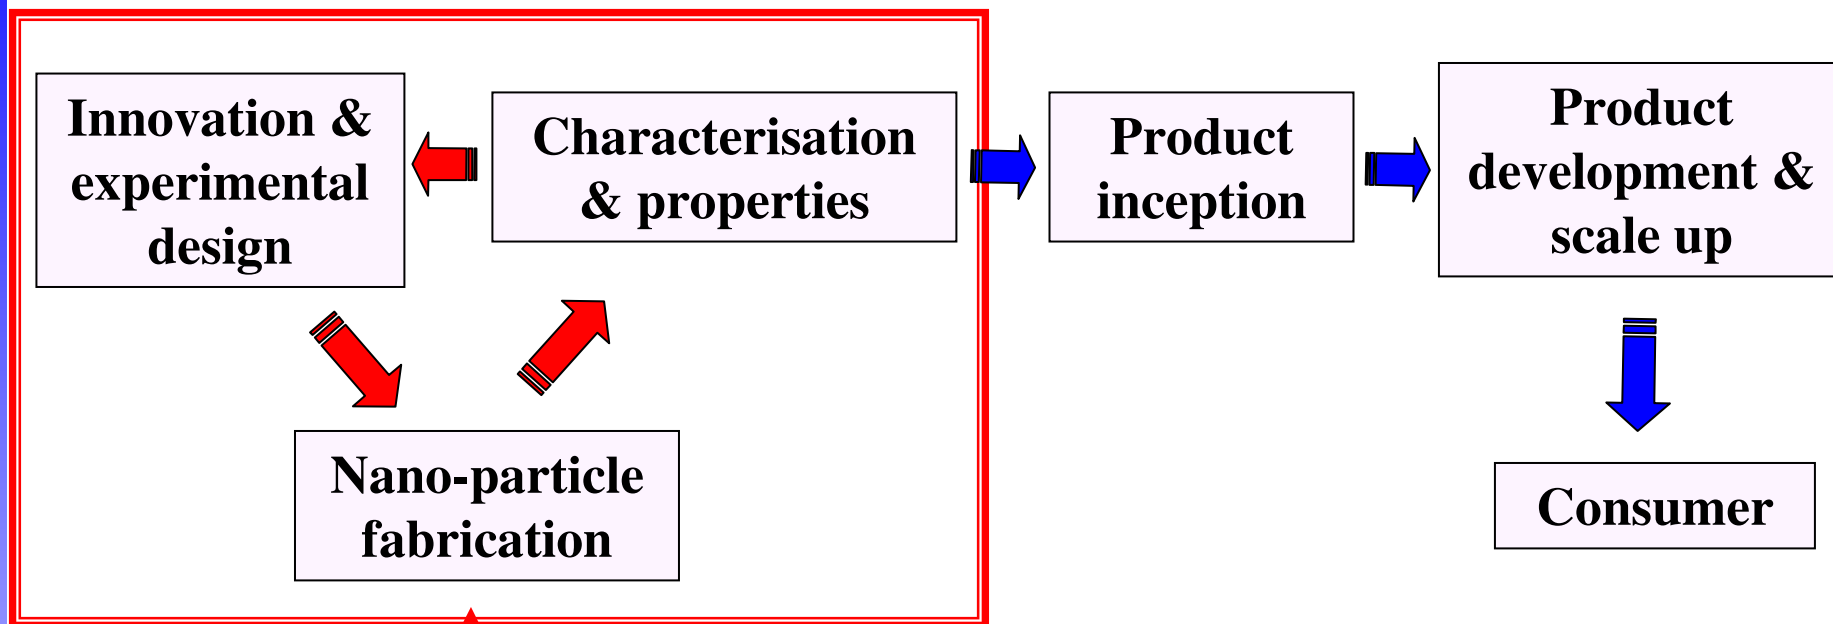 Innovation &
experimental
design
Characterisation
& properties
Product
inception
Product
development &
scale up
Nano-particle
fabrication
Consumer